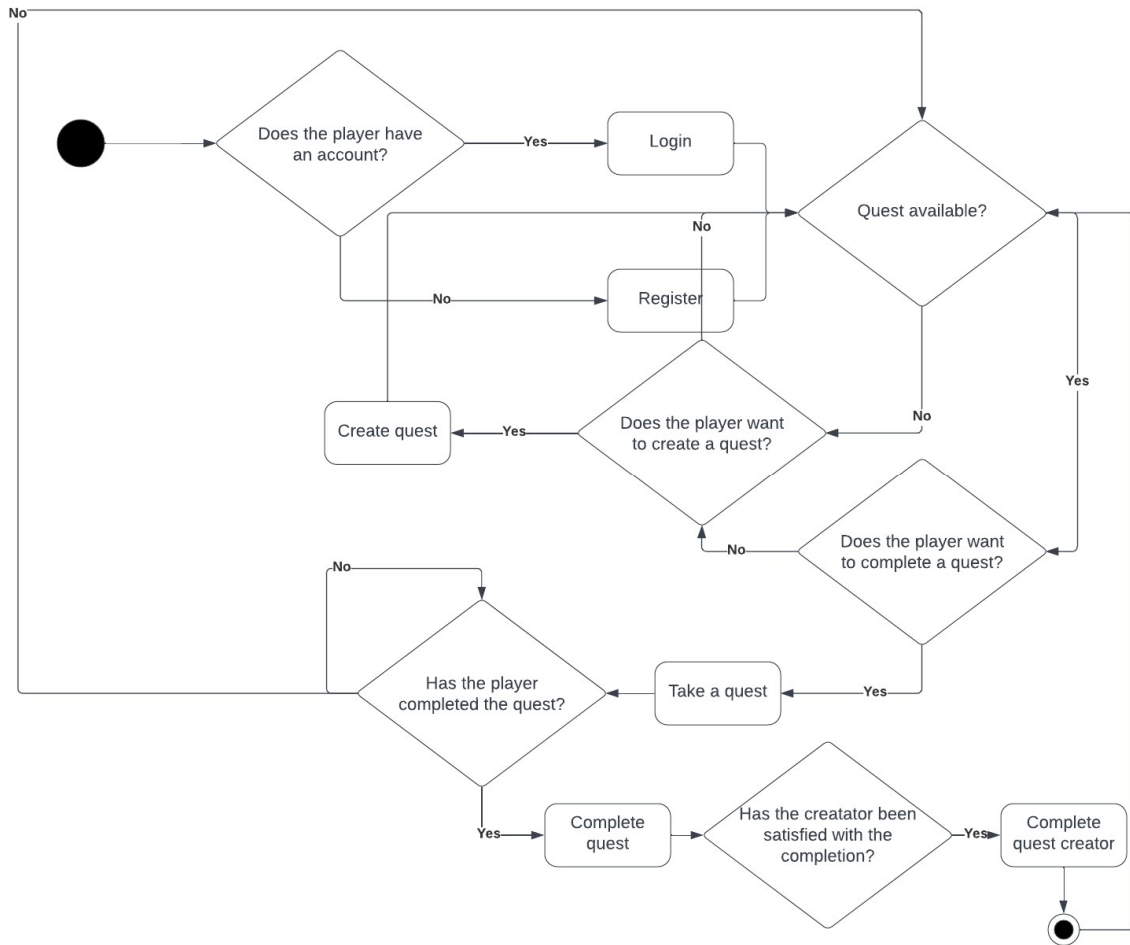 No
Does the player have
an account?
Yes
Login
Quest available?
No
No
Register
Yes
No
Create quest
Yes
Does the player want
to create a quest?
No
Does the player want
to complete a quest?
No
Has the player
completed the quest?
Take a quest
Yes
Yes
Complete
quest
Has the creatator been
satisfied with the
completion?
Yes
Complete
quest creator